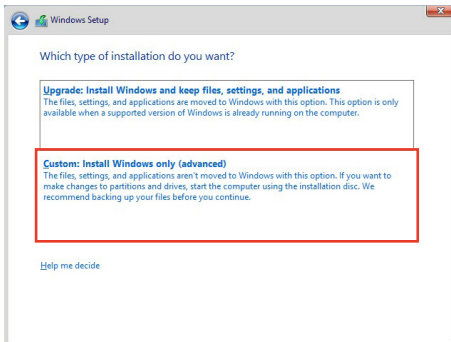 Windows Setup
Which type of installation do you want?
Upgrade: Install Windows and keep files, settings, and applications
The files, settings, and applications are moved to Windows with this option. This option is only
available when a supported version of Windows is already running on the computer.
Custom: Install Windows only (advanced)
The files, settings, and applications aren't moved to Windows with this option. If you want to
make changes to partitions and drives, start the computer using the installation disc. We
recommend backing up your files before you continue.
Help me decide